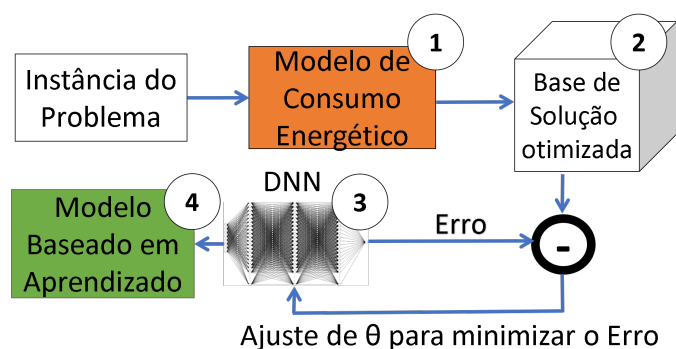 Instância do
Problema
1
Modelo de
Consumo
Energético
2
Base de
Solução
otimizada
4
Modelo
Baseado em
Aprendizado
DNN
3
Erro
-
Ajuste de θ para minimizar o Erro